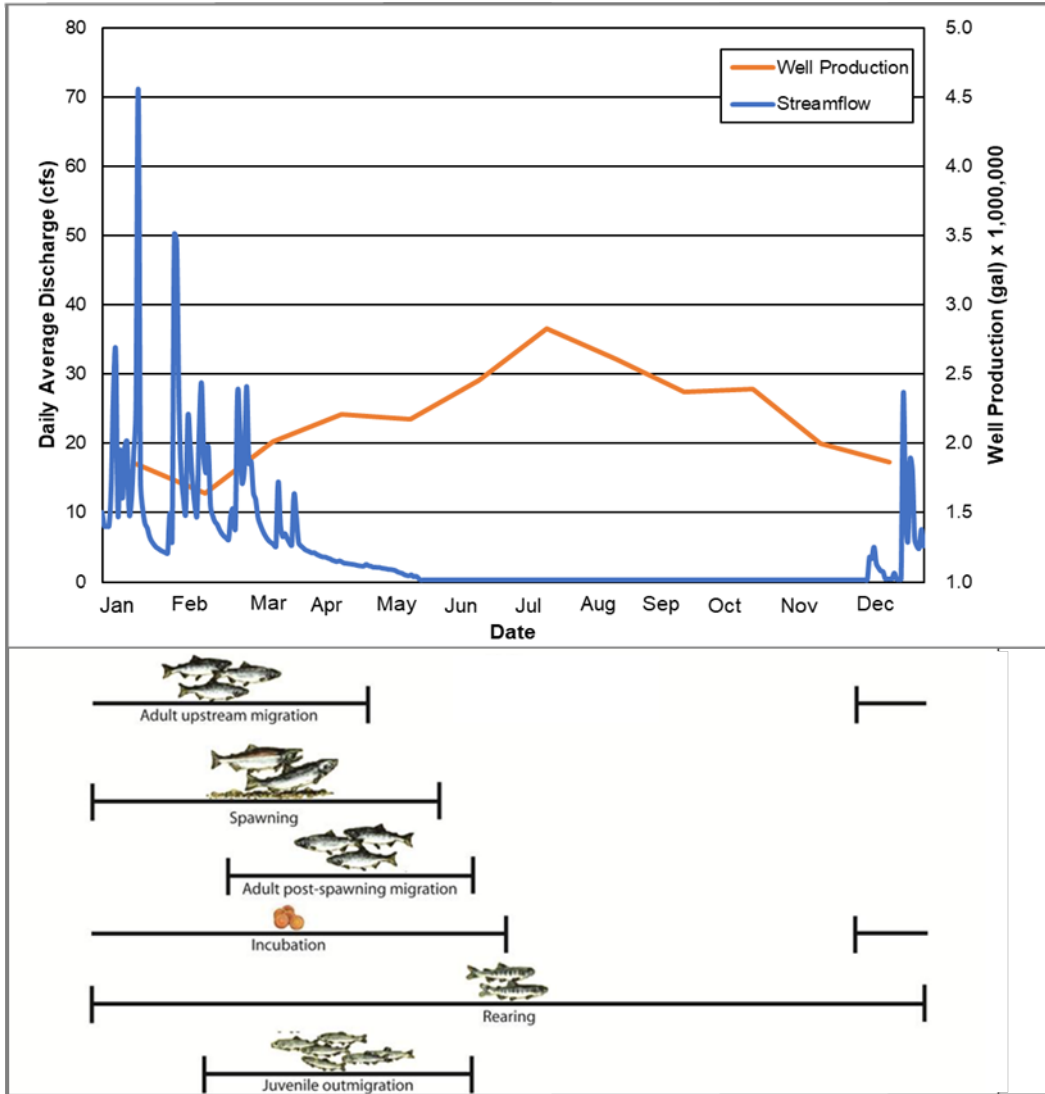 80
70
60
50
40
30
20
10
0
Daily Average Discharge (cfs)
Well Production
Streamflow
5.0
4.5
4.0
3.5
3.0
2.5
2.0
1.5
1.0
Well Production (gal) x 1,000,000
Jan Feb Mar Apr May Jun Jul Aug Sep Oct Nov Dec
Date
Adult upstream migration
Spawning
Adult post-spawning migration
Incubation
Rearing
Juvenile outmigration